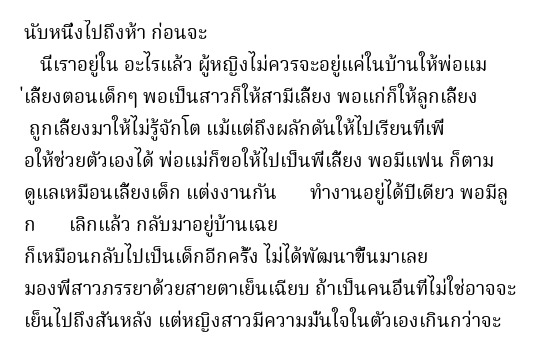 นับหนึ่งไปถึงห้า ก่อนจะ
นี่เราอยู่ใน อะไรแล้ว ผู้หญิงไม่ควรจะอยู่แค่ในบ้านให้พ่อแม
่เลี้ยงตอนเด็กๆ พอเป็นสาวก็ให้สามีเลี้ยง พอแก่ก็ให้ลูกเลี้ยง
ถูกเลี้ยงมาให้ไม่รู้จักโต แม้แต่ถึงผลักดันให้ไปเรียนที่เพื่
อให้ช่วยตัวเองได้ พ่อแม่ก็ขอให้ไปเป็นพี่เลี้ยง พอมีแฟน ก็ตาม
ดูแลเหมือนเลี้ยงเด็ก แต่งงานกัน ทำงานอยู่ได้ปีเดียว พอมีลู
ก เลิกแล้ว กลับมาอยู่บ้านเฉย
ก็เหมือนกลับไปเป็นเด็กอีกครั้ง ไม่ได้พัฒนาขึ้นมาเลย
มองพี่สาวภรรยาด้วยสายตาเย็นเฉียบ ถ้าเป็นคนอื่นที่ไม่ใช่อาจจะ
เย็นไปถึงสันหลัง แต่หญิงสาวมีความมั่นใจในตัวเองเกินกว่าจะ